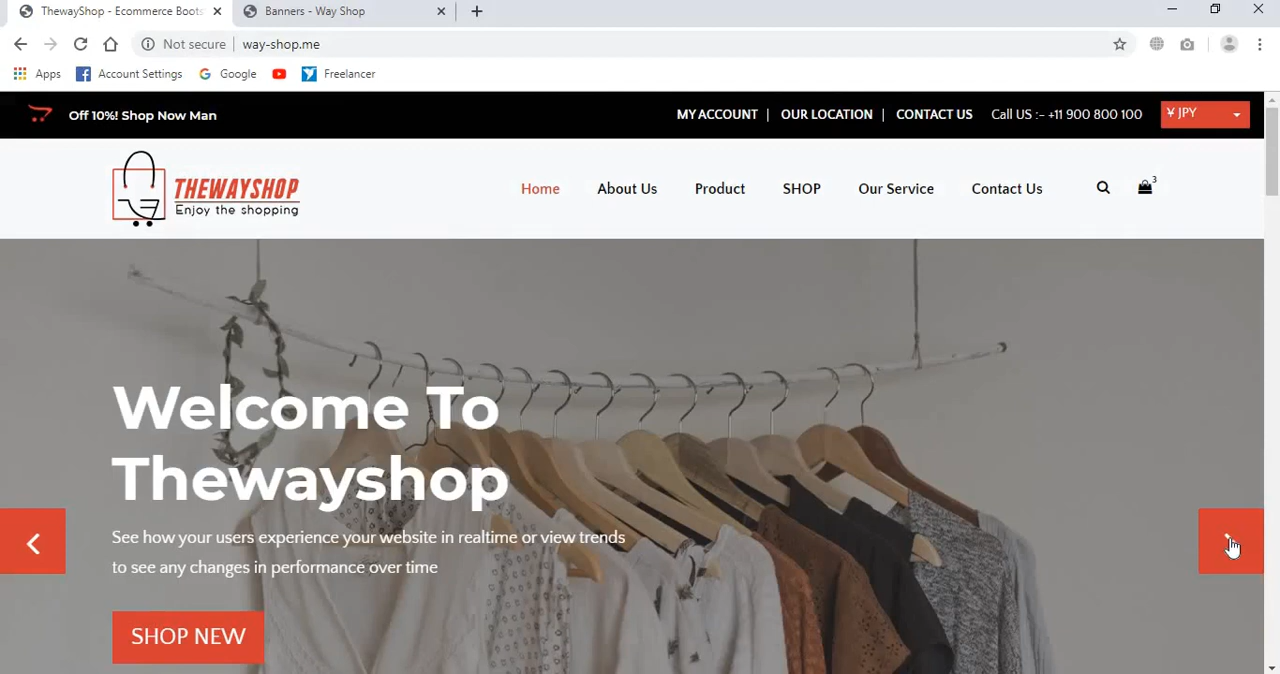 ThewayShop - Ecommerce Boots
Banners - Way Shop
Not secure
way-shop.me
Apps
Account Settings
Google
Freelancer
Off 10%! Shop Now Man
MY ACCOUNT | OUR LOCATION | CONTACT US
Call US :- +11 900 800 100
¥ JPY
THEWAYSHOP
Enjoy the shopping
Home
About Us
Product
SHOP
Our Service
Contact Us
3
Welcome To
Thewayshop
See how your users experience your website in realtime or view trends
to see any changes in performance over time
SHOP NEW